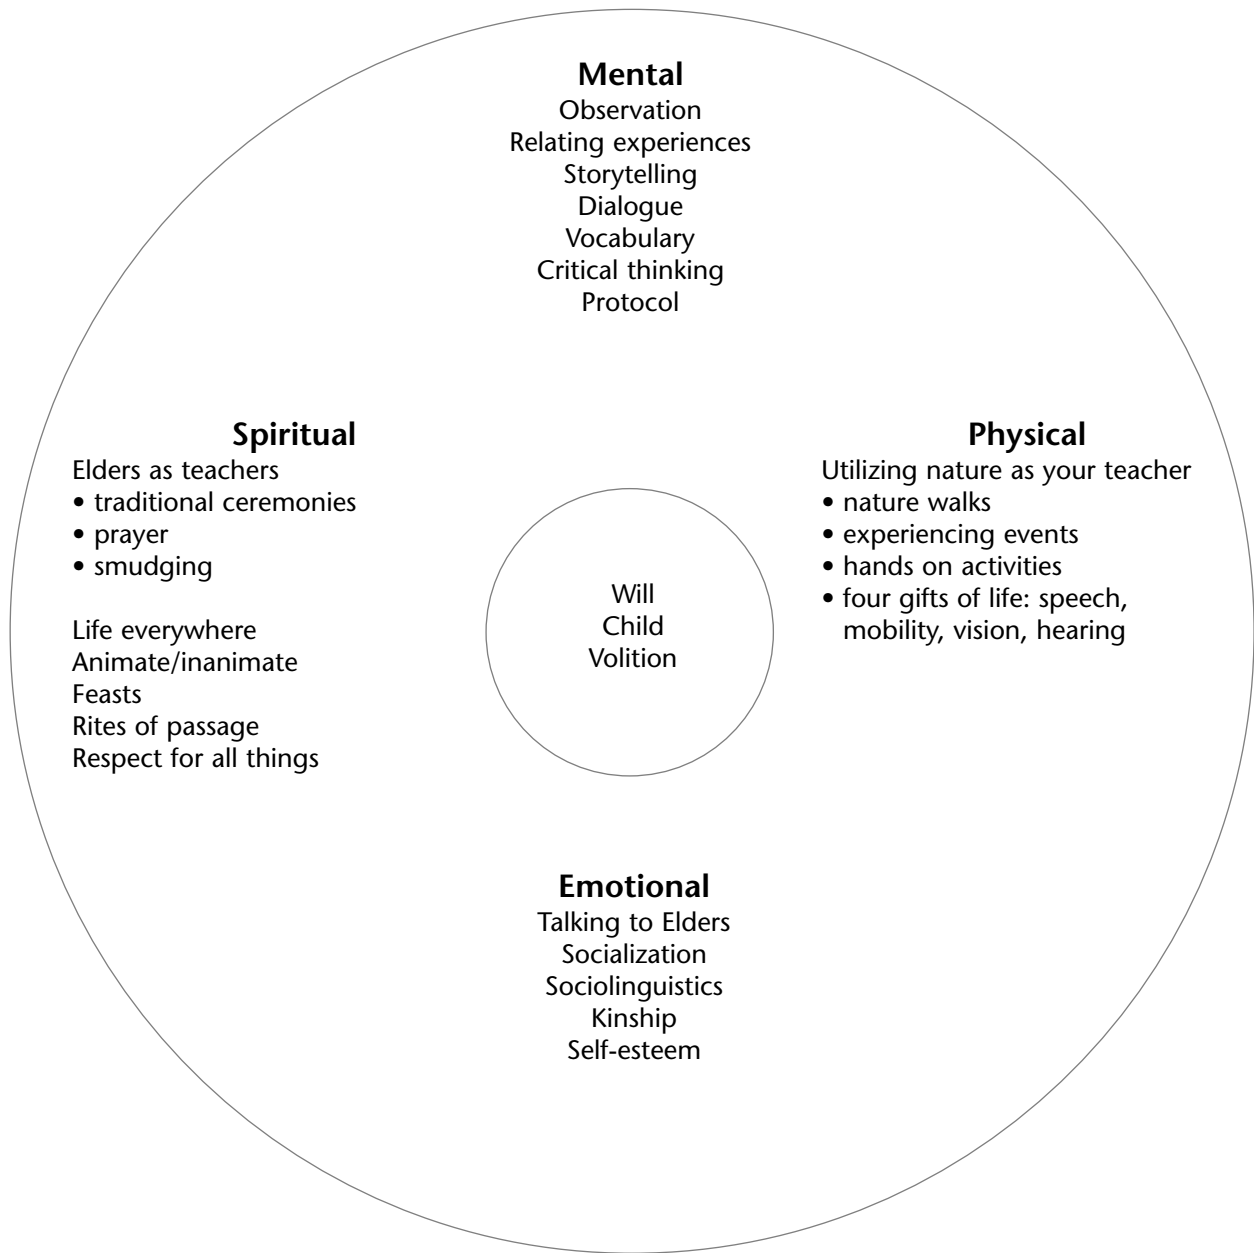 Mental
Observation
Relating experiences
Storytelling
Dialogue
Vocabulary
Critical thinking
Protocol
Spiritual
Elders as teachers
• traditional ceremonies
• prayer
• smudging
Life everywhere
Animate/inanimate
Feasts
Rites of passage
Respect for all things
Will
Child
Volition
Physical
Utilizing nature as your teacher
• nature walks
• experiencing events
• hands on activities
• four gifts of life: speech,
mobility, vision, hearing
Emotional
Talking to Elders
Socialization
Sociolinguistics
Kinship
Self-esteem